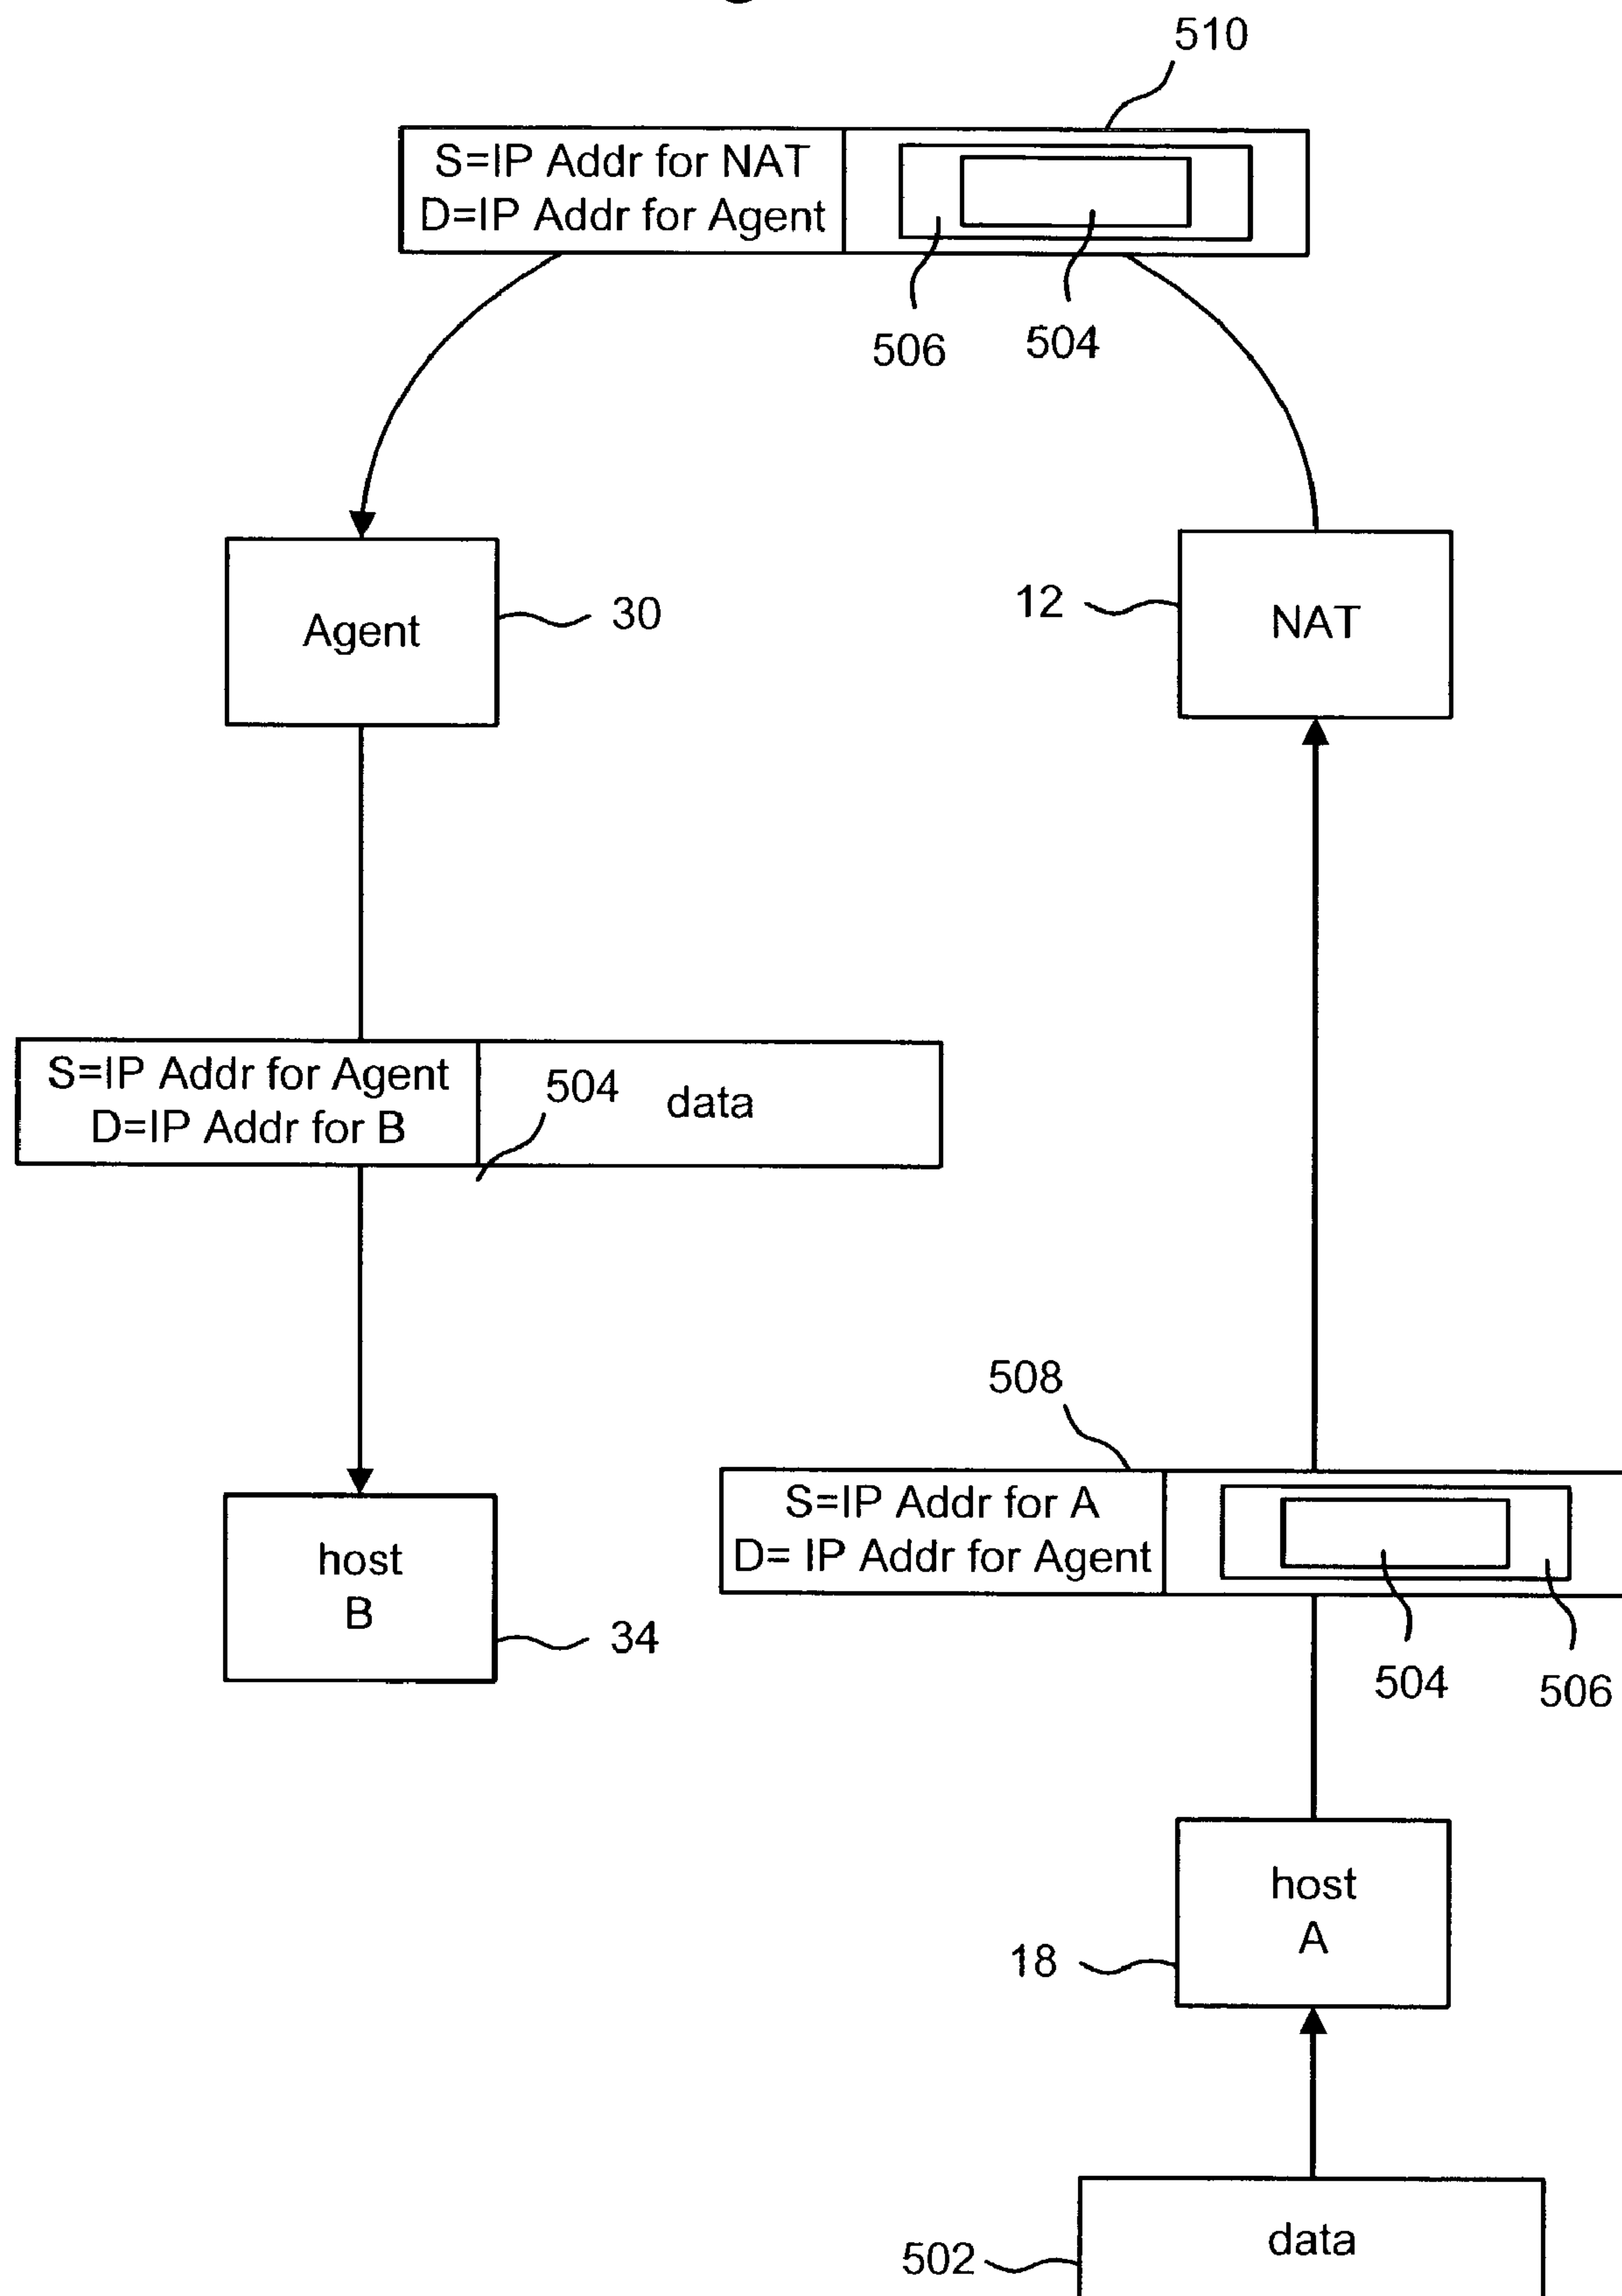 510
S=IP Addr for NAT
D=IP Addr for Agent
506
504
Agent
30
12
NAT
S=IP Addr for Agent
D=IP Addr for B
504
data
508
S=IP Addr for A
D= IP Addr for Agent
504
506
host
B
34
host
A
18
data
502